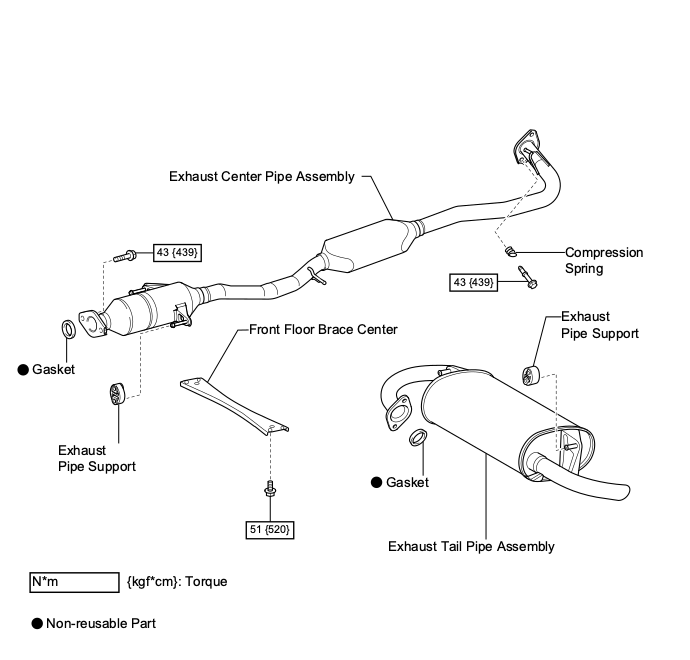 Exhaust Center Pipe Assembly
43 {439}
Compression
Spring
43 {439}
Exhaust
Pipe Support
Front Floor Brace Center
● Gasket
Exhaust
Pipe Support
● Gasket
51 {520}
Exhaust Tail Pipe Assembly
N*m {kgf*cm}: Torque
● Non-reusable Part